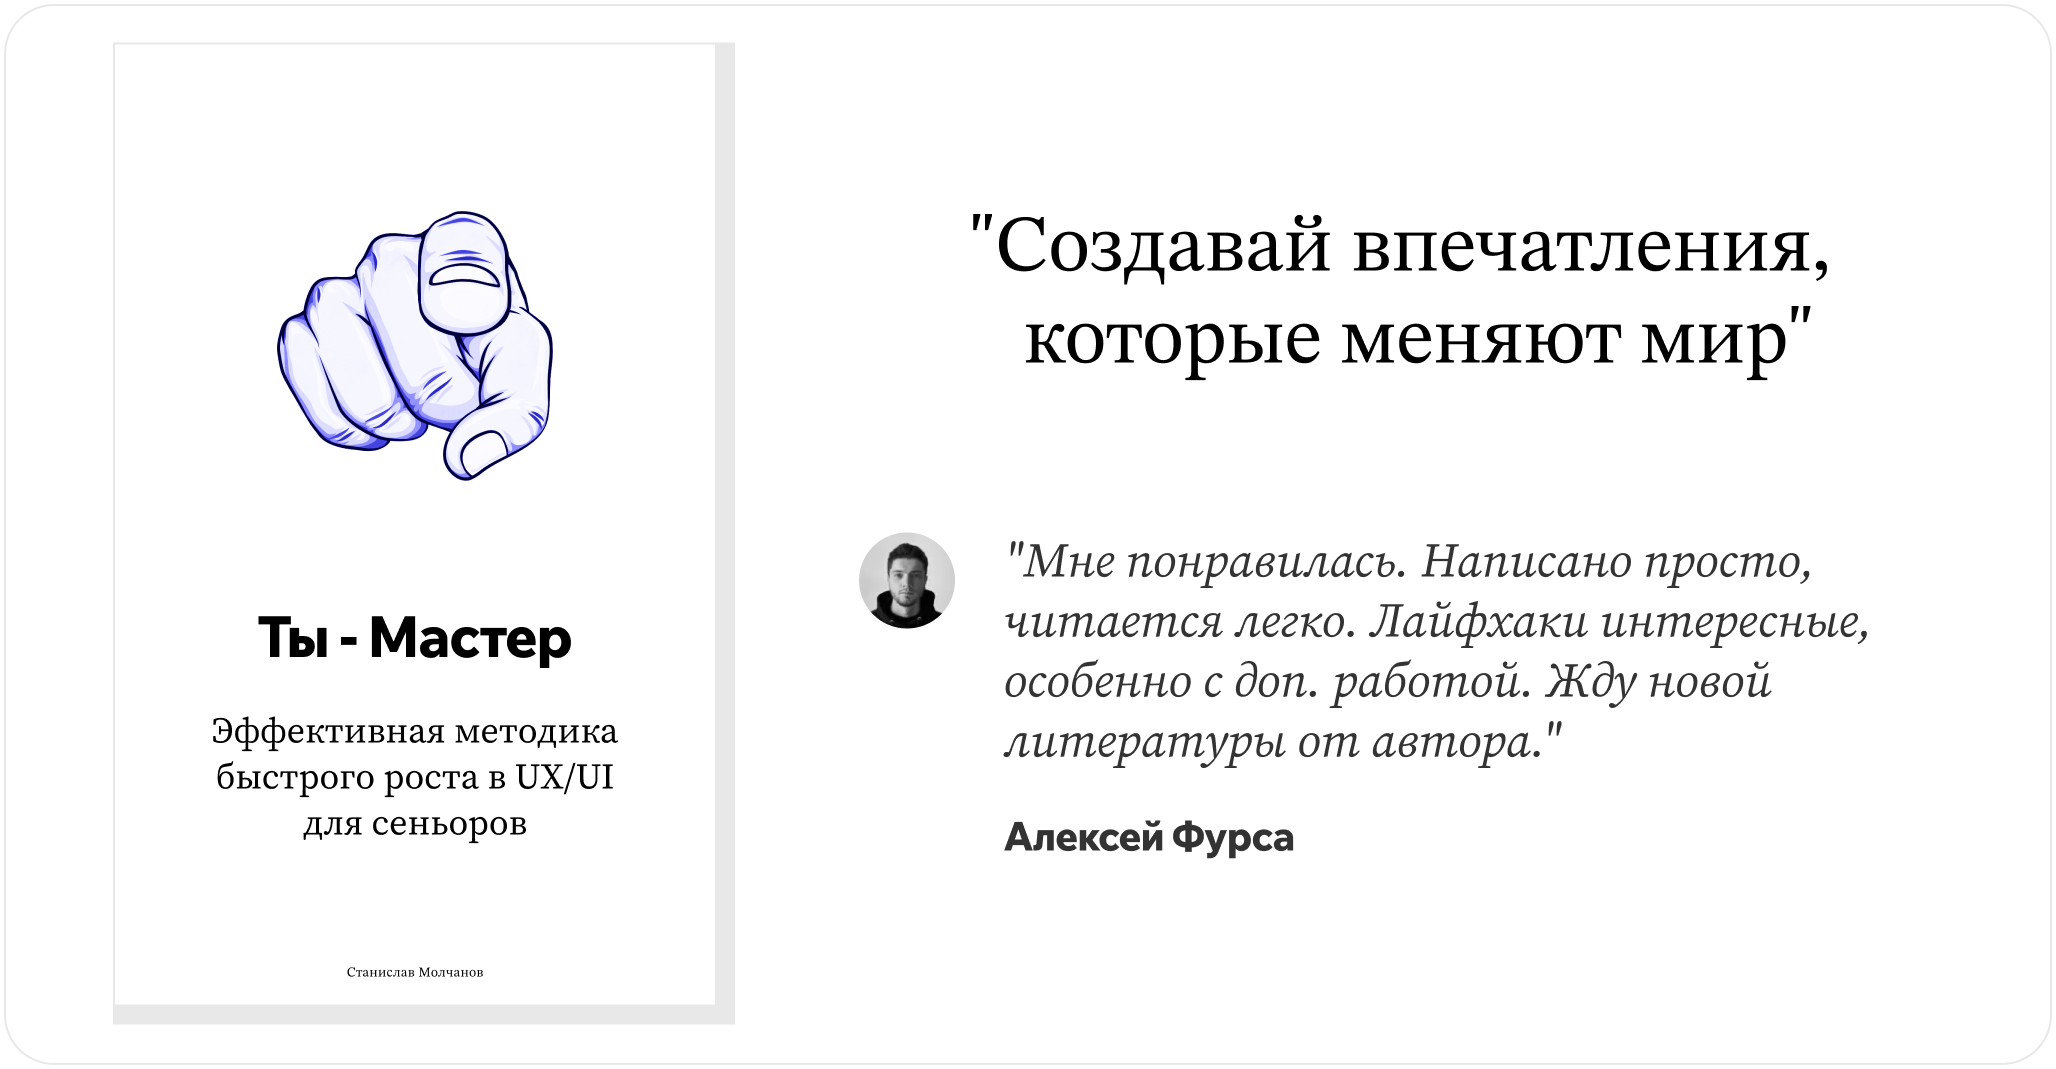 Ты - Мастер
Эффективная методика
быстрого роста в UX/UI
для сеньоров
Станислав Молчанов
"Создавай впечатления,
которые меняют мир"
"Мне понравилась. Написано просто,
читается легко. Лайфхаки интересные,
особенно с доп. работой. Жду новой
литературы от автора."
Алексей Фурса